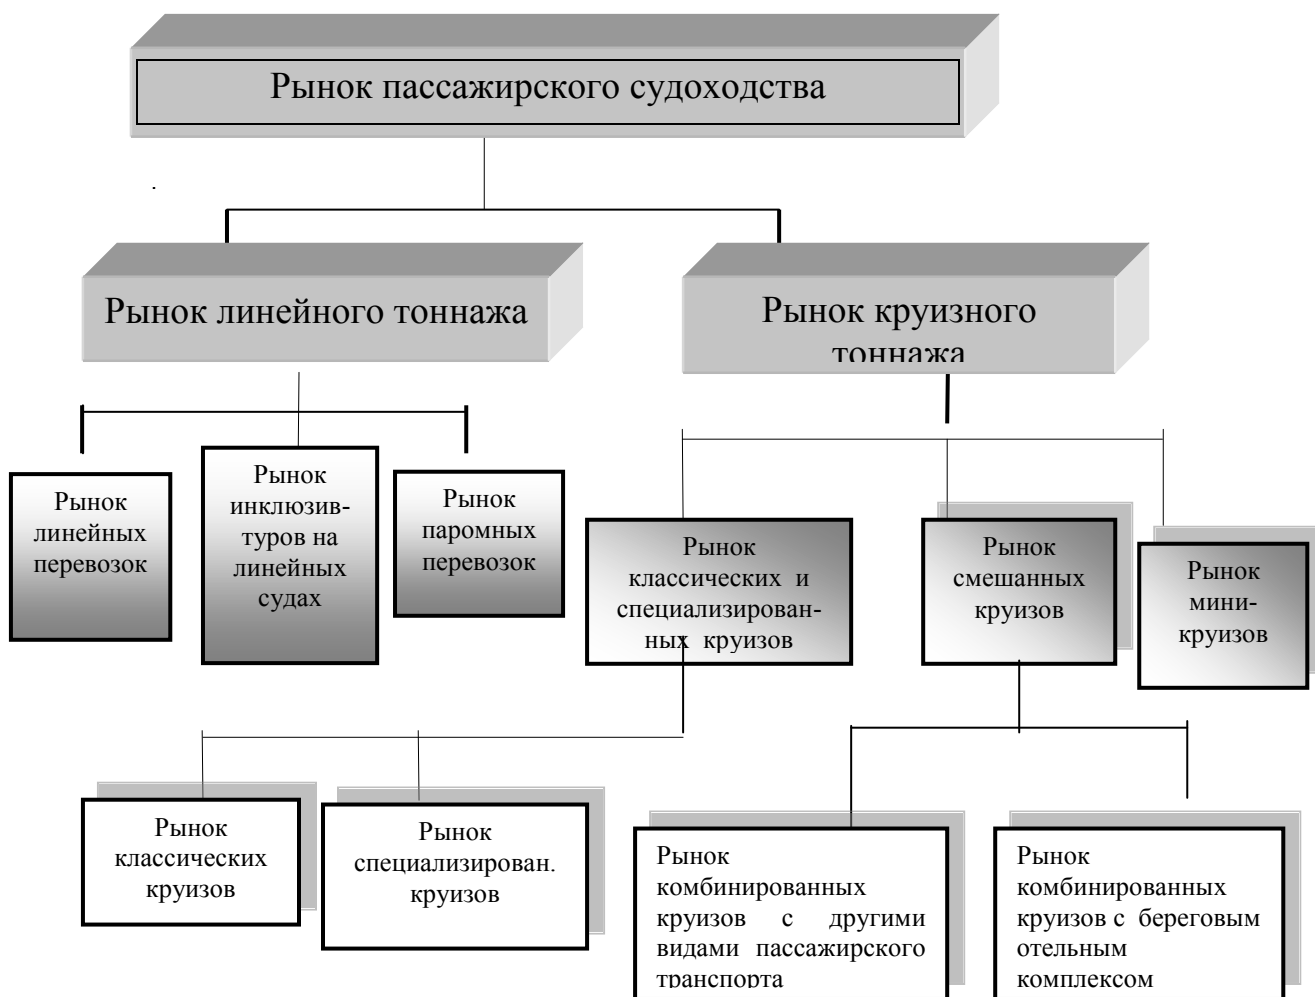 Рынок пассажирского судоходства
.
Рынок линейного тоннажа
Рынок круизного
тоннажа
Рынок
линейных
перевозок
Рынок
инклюзив-
туров на
линейных
судах
Рынок
паромных
перевозок
Рынок
классических и
специализирован-
ных круизов
Рынок
смешанных
круизов
Рынок
мини-
круизов
Рынок
классических
круизов
Рынок
специализирован.
круизов
Рынок
комбинированных
круизов с другими
видами пассажирского
транспорта
Рынок
комбинированных
круизов с береговым
отельным
комплексом